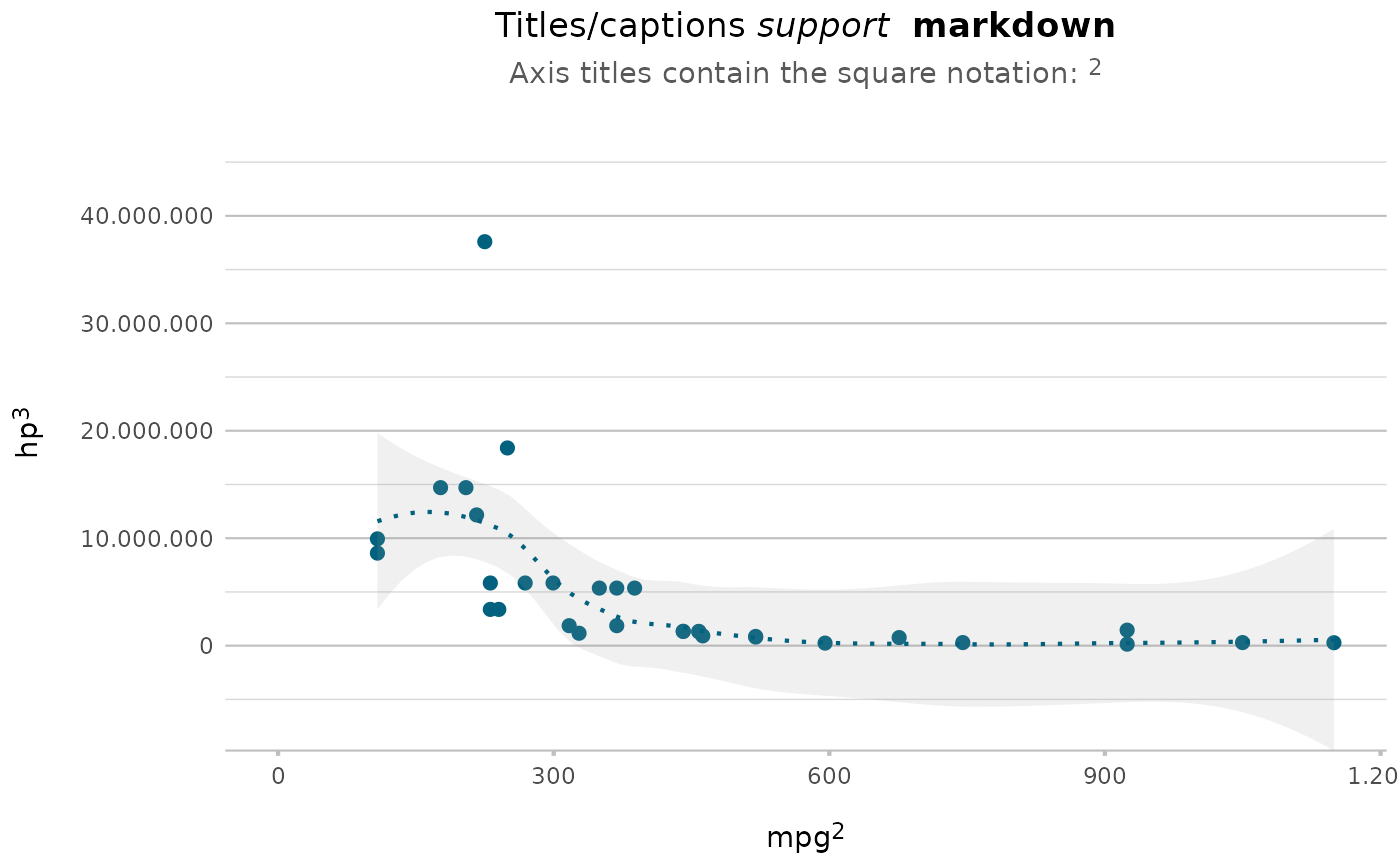 Titles/captions support markdown
Axis titles contain the square notation: ²
40.000.000
30.000.000
20.000.000
10.000.000
0
hp³
0 300 600 900 1.20
mpg²